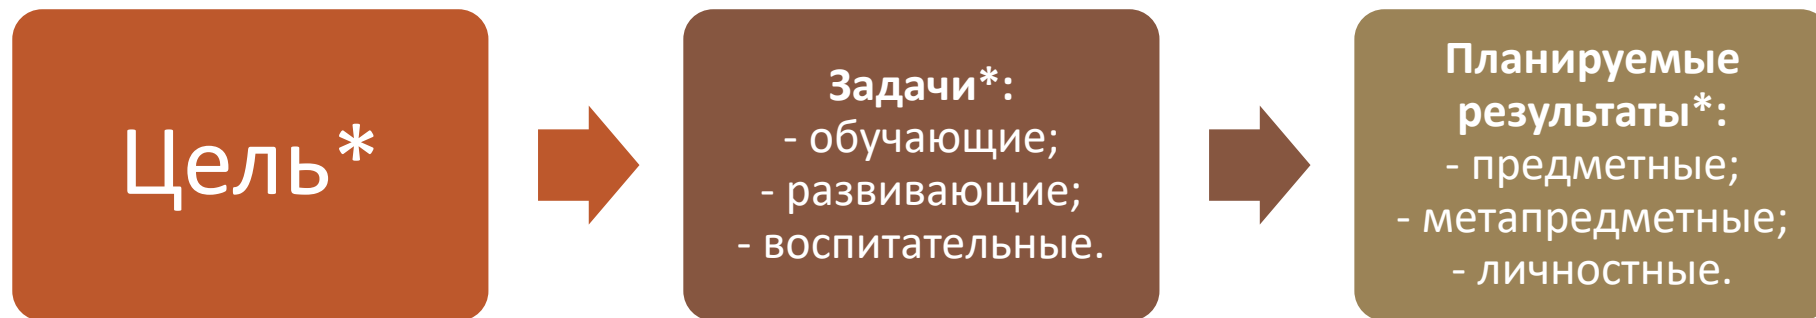 Цель*
Задачи*:
- обучающие;
- развивающие;
- воспитательные.
Планируемые
результаты*:
- предметные;
- метапредметные;
- личностные.